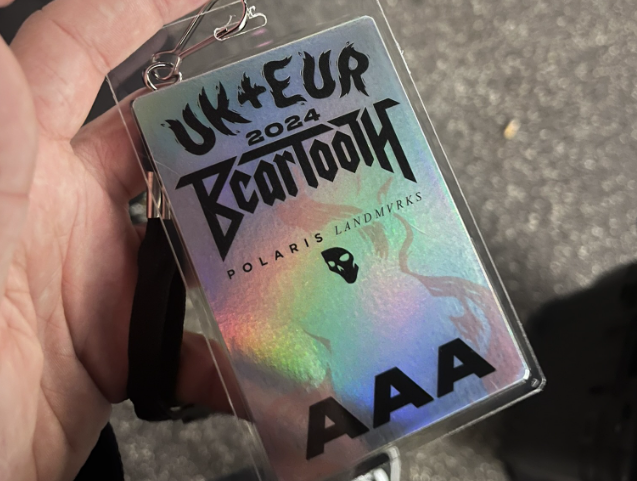 UK+EUR
2024
BEARTOOTH
POLARIS LANDMVRKS
AAA